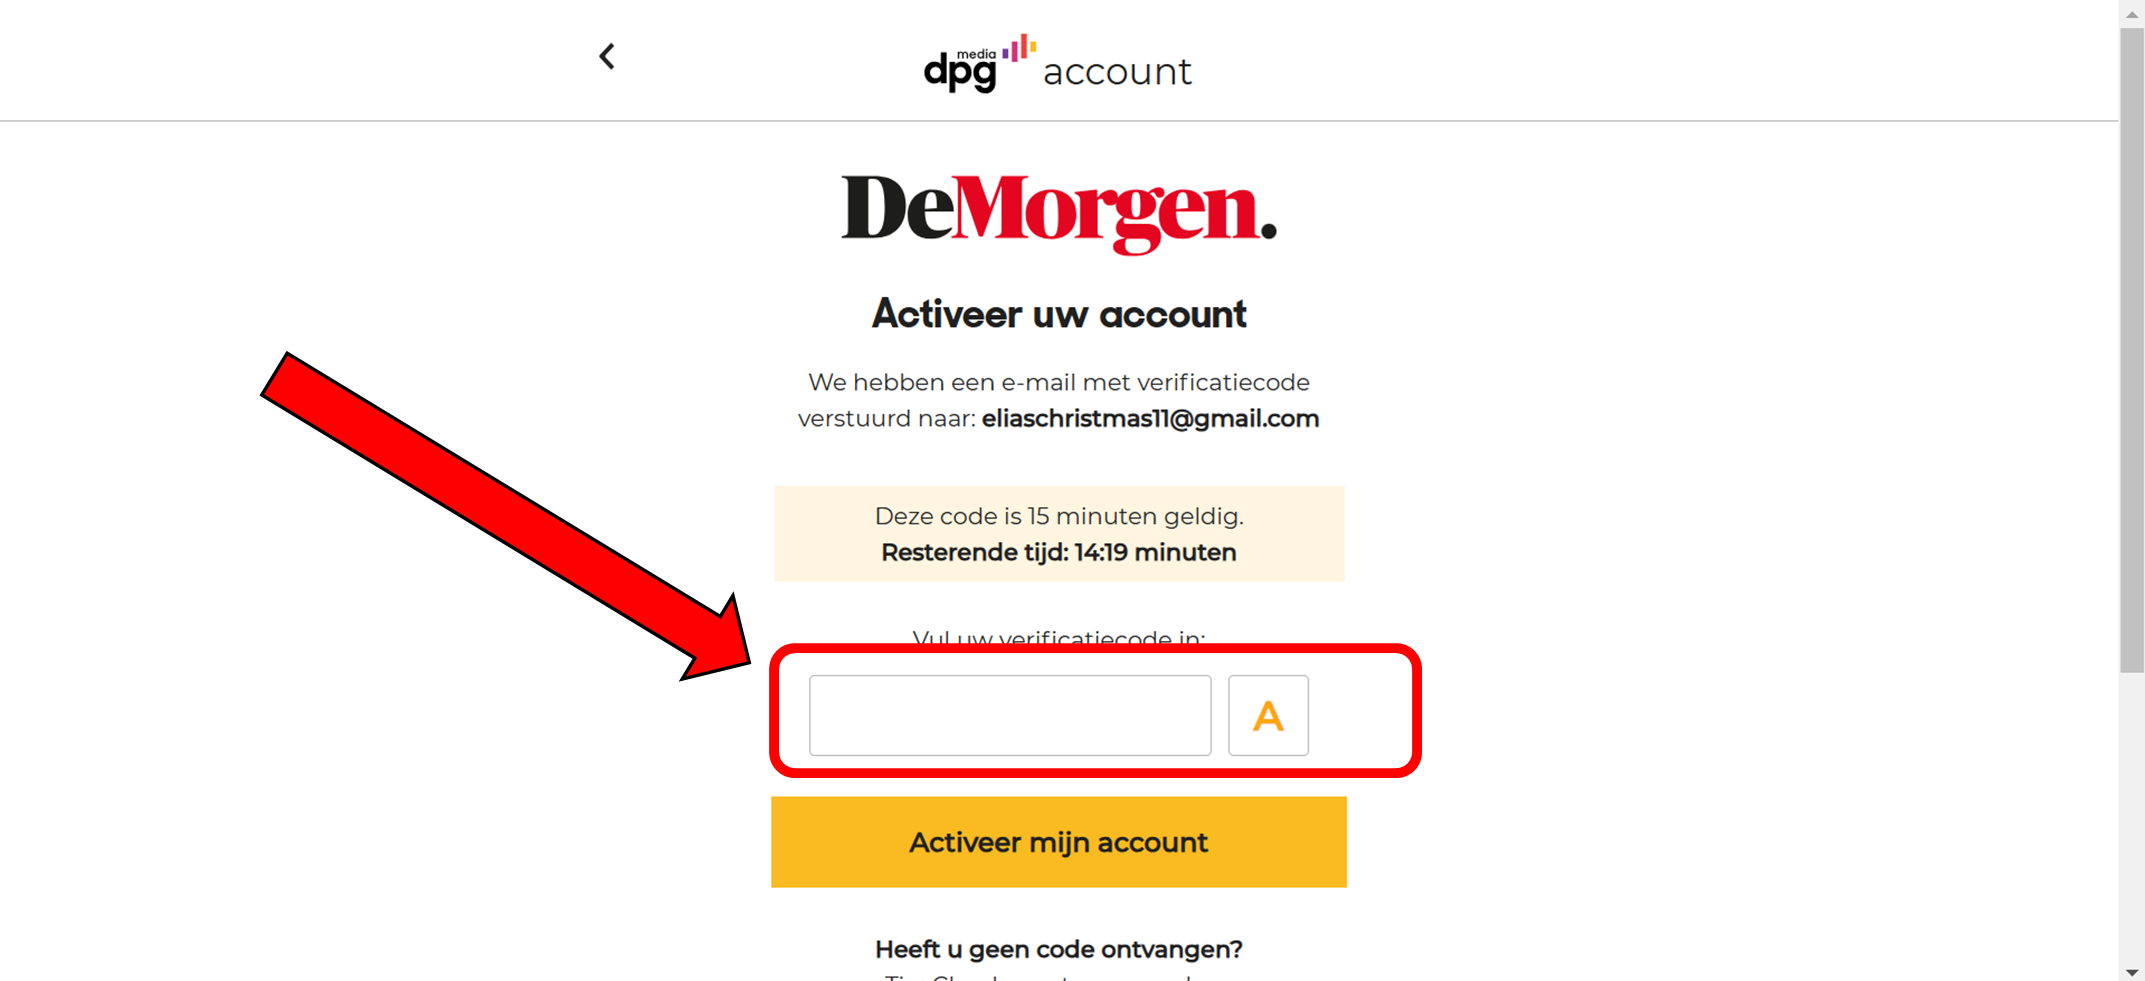 media
dpg account
DeMorgen.
Activeer uw account
We hebben een e-mail met verificatiecode
verstuurd naar: eliaschristmas11@gmail.com
Deze code is 15 minuten geldig.
Resterende tijd: 14:19 minuten
Vul uw verificatiecode in:
A
Activeer mijn account
Heeft u geen code ontvangen?